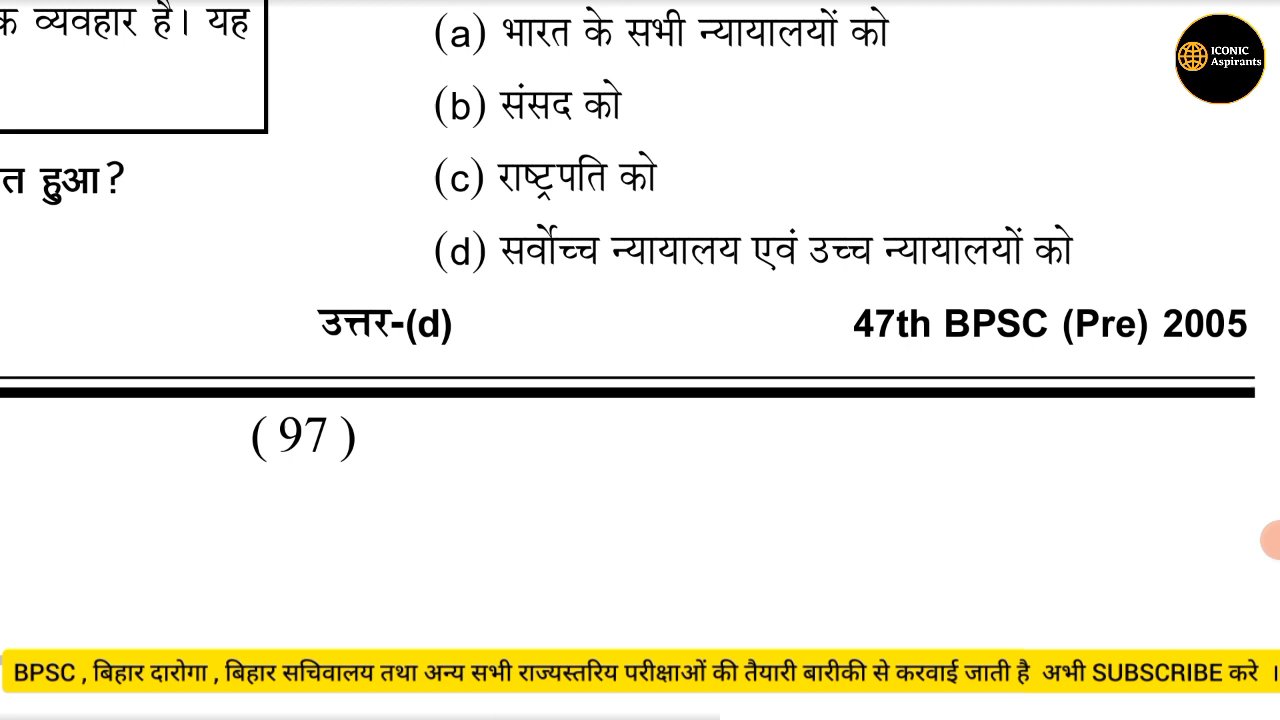 व्यवहार है। यह
त हुआ?
(a) भारत के सभी न्यायालयों को
(b) संसद को
(c) राष्ट्रपति को
(d) सर्वोच्च न्यायालय एवं उच्च न्यायालयों को
उत्तर-(d) 47th BPSC (Pre) 2005
( 97 )
ICONIC
Aspirants
BPSC , बिहार दारोगा , बिहार सचिवालय तथा अन्य सभी राज्यस्तरिय परीक्षाओं की तैयारी बारीकी से करवाई जाती है अभी SUBSCRIBE करे ।